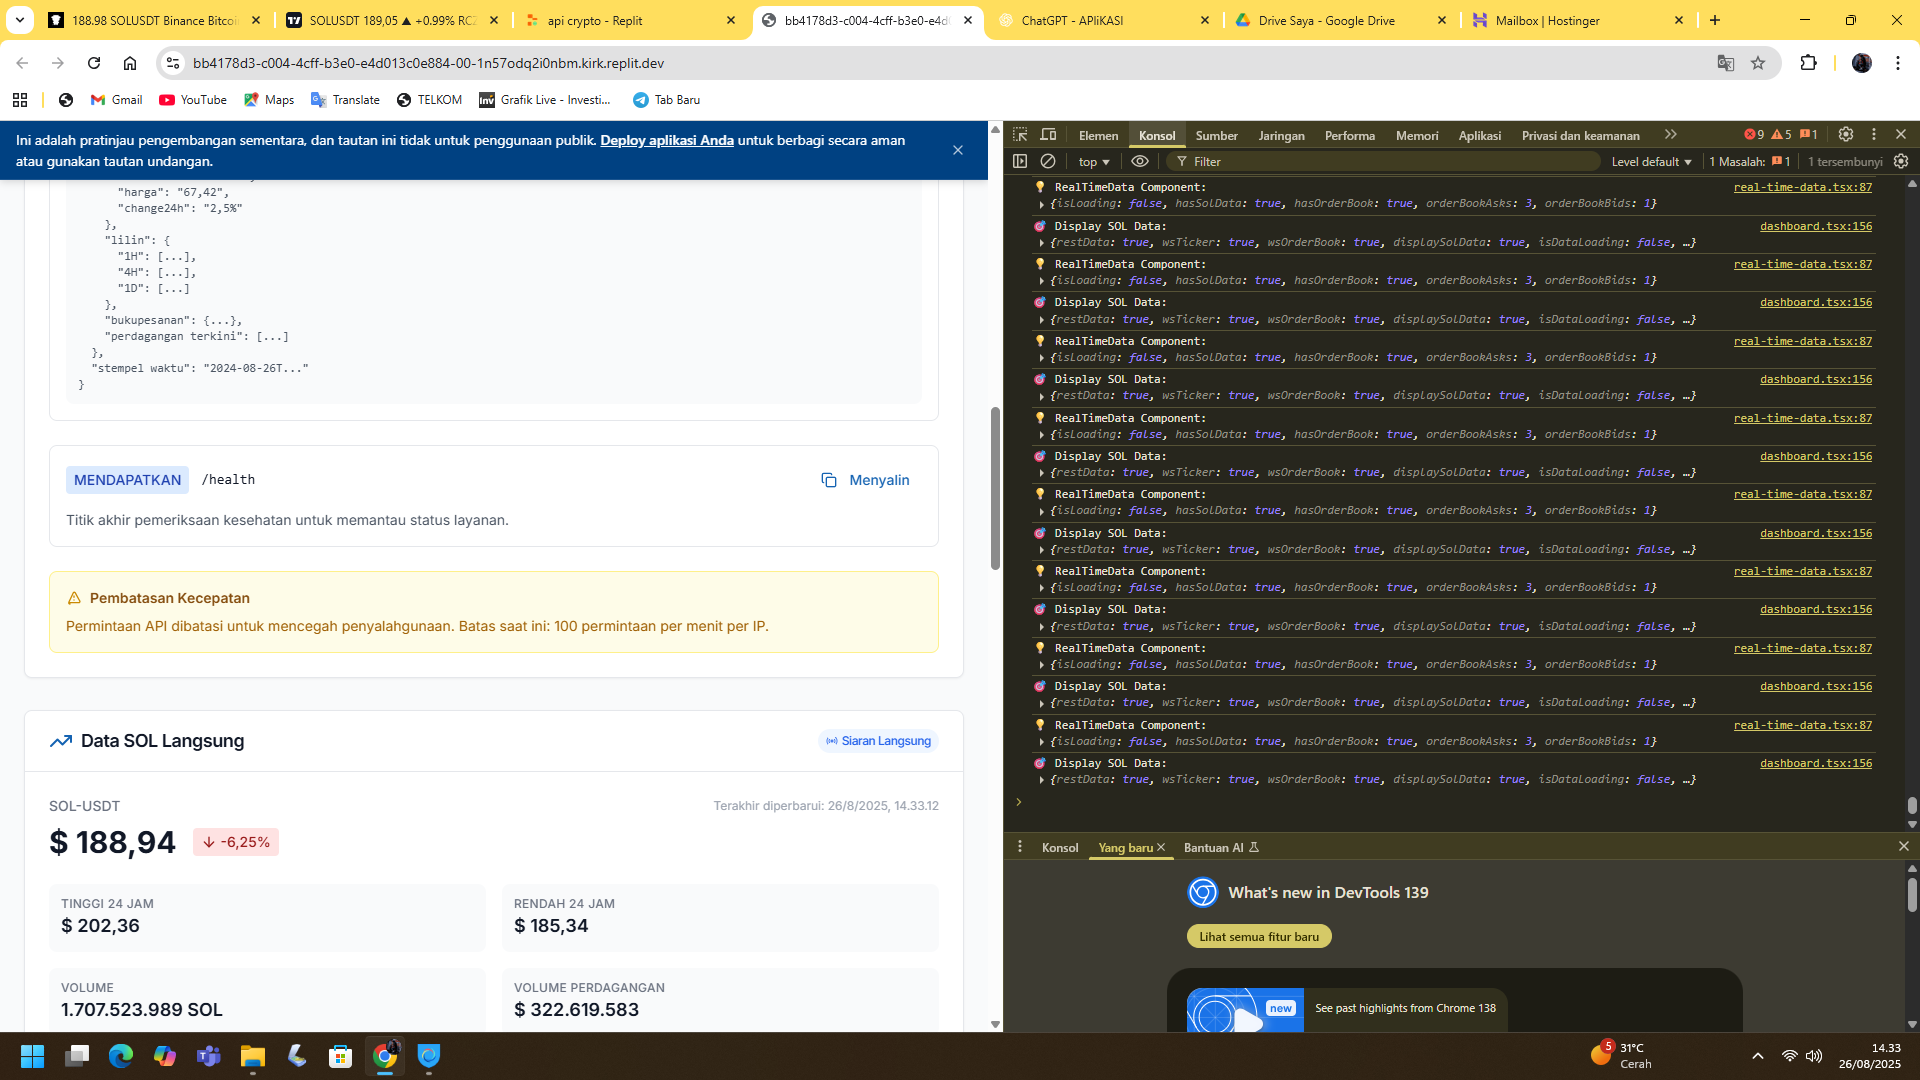 188.98 SOLUSDT Binance Bitcoi
SOLUSDT 189,05 ▲ +0.99% RC
api crypto - Replit
bb4178d3-c004-4cff-b3e0-e4d
ChatGPT - APliKASI
Drive Saya - Google Drive
Mailbox | Hostinger
bb4178d3-c004-4cff-b3e0-e4d013c0e884-00-1n57odq2i0nbm.kirk.replit.dev
Gmail
YouTube
Maps
Translate
TELKOM
Grafik Live - Investi...
Tab Baru
Ini adalah pratinjau pengembangan sementara, dan tautan ini tidak untuk penggunaan publik. Deploy aplikasi Anda untuk berbagi secara aman
atau gunakan tautan undangan.
"harga": "67,42",
"change24h": "2,5%"
},
"lilin": {
"1H": [...],
"4H": [...],
"1D": [...]
},
"bukupesanan": {...},
"perdagangan terkini": [...]
},
"stempel waktu": "2024-08-26T..."
}
MENDAPATKAN /health
Menyalin
Titik akhir pemeriksaan kesehatan untuk memantau status layanan.
Pembatasan Kecepatan
Permintaan API dibatasi untuk mencegah penyalahgunaan. Batas saat ini: 100 permintaan per menit per IP.
Data SOL Langsung
Siaran Langsung
SOL-USDT
Terakhir diperbarui: 26/8/2025, 14.33.12
$ 188,94
-6,25%
TINGGI 24 JAM
$ 202,36
RENDAH 24 JAM
$ 185,34
VOLUME
1.707.523.989 SOL
VOLUME PERDAGANGAN
$ 322.619.583
Elemen
Konsol
Sumber
Jaringan
Performa
Memori
Aplikasi
Privasi dan keamanan
9
5
1
top
Filter
Level default
1 Masalah: 1
1 tersembunyi
RealTimeData Component: real-time-data.tsx:87
{isLoading: false, hasSolData: true, hasOrderBook: true, orderBookAsks: 3, orderBookBids: 1}
Display SOL Data: dashboard.tsx:156
{restData: true, wsTicker: true, wsOrderBook: true, displaySolData: true, isDataLoading: false, …}
RealTimeData Component: real-time-data.tsx:87
{isLoading: false, hasSolData: true, hasOrderBook: true, orderBookAsks: 3, orderBookBids: 1}
Display SOL Data: dashboard.tsx:156
{restData: true, wsTicker: true, wsOrderBook: true, displaySolData: true, isDataLoading: false, …}
RealTimeData Component: real-time-data.tsx:87
{isLoading: false, hasSolData: true, hasOrderBook: true, orderBookAsks: 3, orderBookBids: 1}
Display SOL Data: dashboard.tsx:156
{restData: true, wsTicker: true, wsOrderBook: true, displaySolData: true, isDataLoading: false, …}
RealTimeData Component: real-time-data.tsx:87
{isLoading: false, hasSolData: true, hasOrderBook: true, orderBookAsks: 3, orderBookBids: 1}
Display SOL Data: dashboard.tsx:156
{restData: true, wsTicker: true, wsOrderBook: true, displaySolData: true, isDataLoading: false, …}
RealTimeData Component: real-time-data.tsx:87
{isLoading: false, hasSolData: true, hasOrderBook: true, orderBookAsks: 3, orderBookBids: 1}
Display SOL Data: dashboard.tsx:156
{restData: true, wsTicker: true, wsOrderBook: true, displaySolData: true, isDataLoading: false, …}
RealTimeData Component: real-time-data.tsx:87
{isLoading: false, hasSolData: true, hasOrderBook: true, orderBookAsks: 3, orderBookBids: 1}
Display SOL Data: dashboard.tsx:156
{restData: true, wsTicker: true, wsOrderBook: true, displaySolData: true, isDataLoading: false, …}
RealTimeData Component: real-time-data.tsx:87
{isLoading: false, hasSolData: true, hasOrderBook: true, orderBookAsks: 3, orderBookBids: 1}
Display SOL Data: dashboard.tsx:156
{restData: true, wsTicker: true, wsOrderBook: true, displaySolData: true, isDataLoading: false, …}
RealTimeData Component: real-time-data.tsx:87
{isLoading: false, hasSolData: true, hasOrderBook: true, orderBookAsks: 3, orderBookBids: 1}
Display SOL Data: dashboard.tsx:156
{restData: true, wsTicker: true, wsOrderBook: true, displaySolData: true, isDataLoading: false, …}
Konsol
Yang baru
Bantuan AI
What's new in DevTools 139
Lihat semua fitur baru
new
See past highlights from Chrome 138
5
31°C
Cerah
14.33
26/08/2025